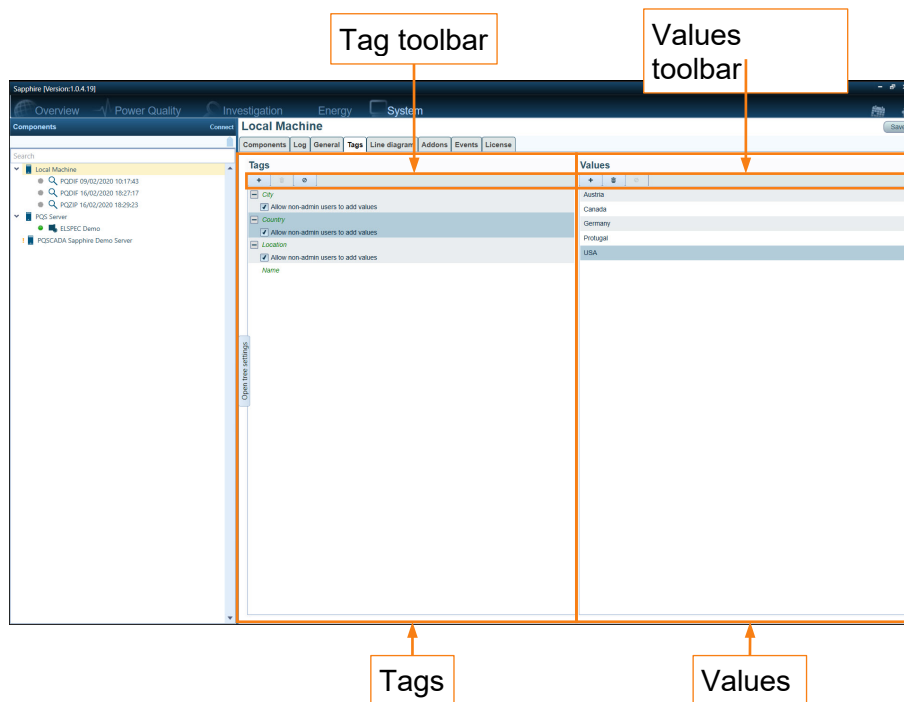 Tag toolbar
Values
toolbar
Sapphire [Version:1.0.4.19]
Overview
Power Quality
Investigation
Energy
System
Components
Connect
Local Machine
Save
Components
Log
General
Tags
Line diagram
Addons
Events
License
Search
Local Machine
PQDIF 09/02/2020 10:17:43
PQDIF 16/02/2020 18:27:17
PQZIP 16/02/2020 18:29:23
PQS Server
ELSPEC Demo
PQSCADA Sapphire Demo Server
Open tree settings
Tags
City
Allow non-admin users to add values
Country
Allow non-admin users to add values
Location
Allow non-admin users to add values
Name
Values
Austria
Canada
Germany
Protugal
USA
Tags
Values